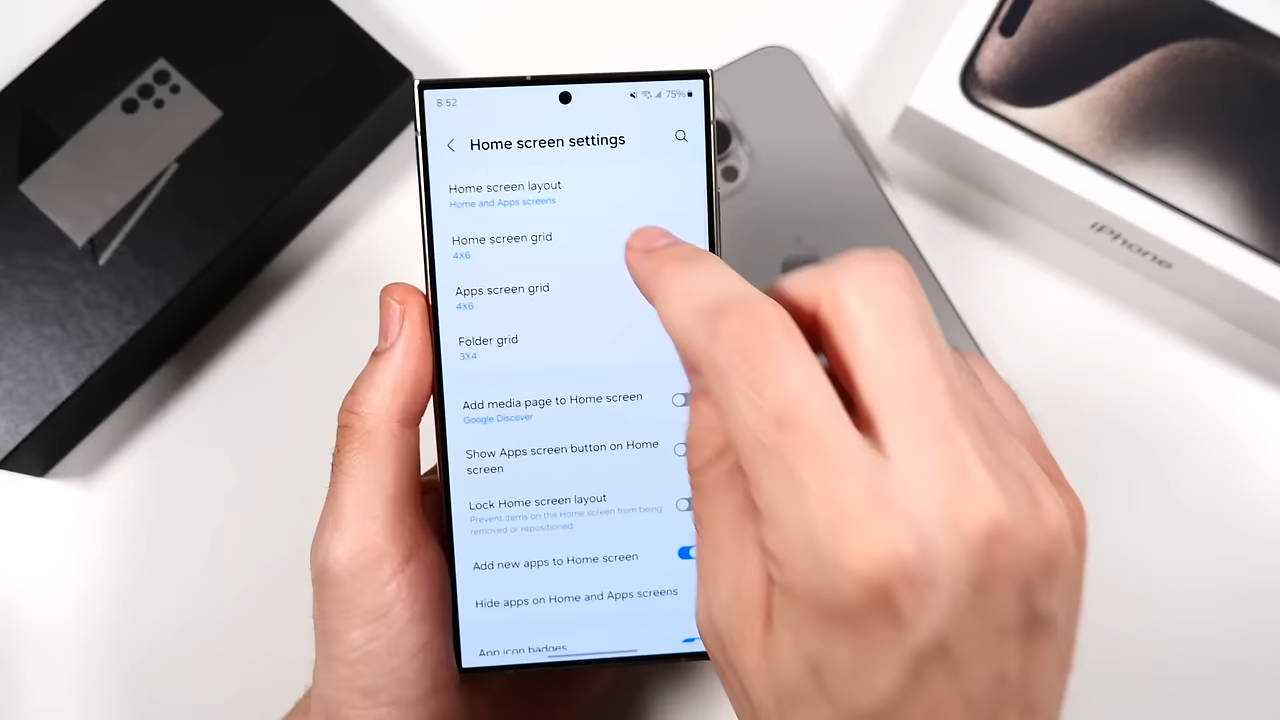 8:52
75%
Home screen settings
Home screen layout
Home and Apps screens
Home screen grid
4X6
Apps screen grid
4X6
Folder grid
3X4
Add media page to Home screen
Google Discover
Show Apps screen button on Home
screen
Lock Home screen layout
Prevent items on the Home screen from being
removed or repositioned.
Add new apps to Home screen
Hide apps on Home and Apps screens
App icon badges
iPhone